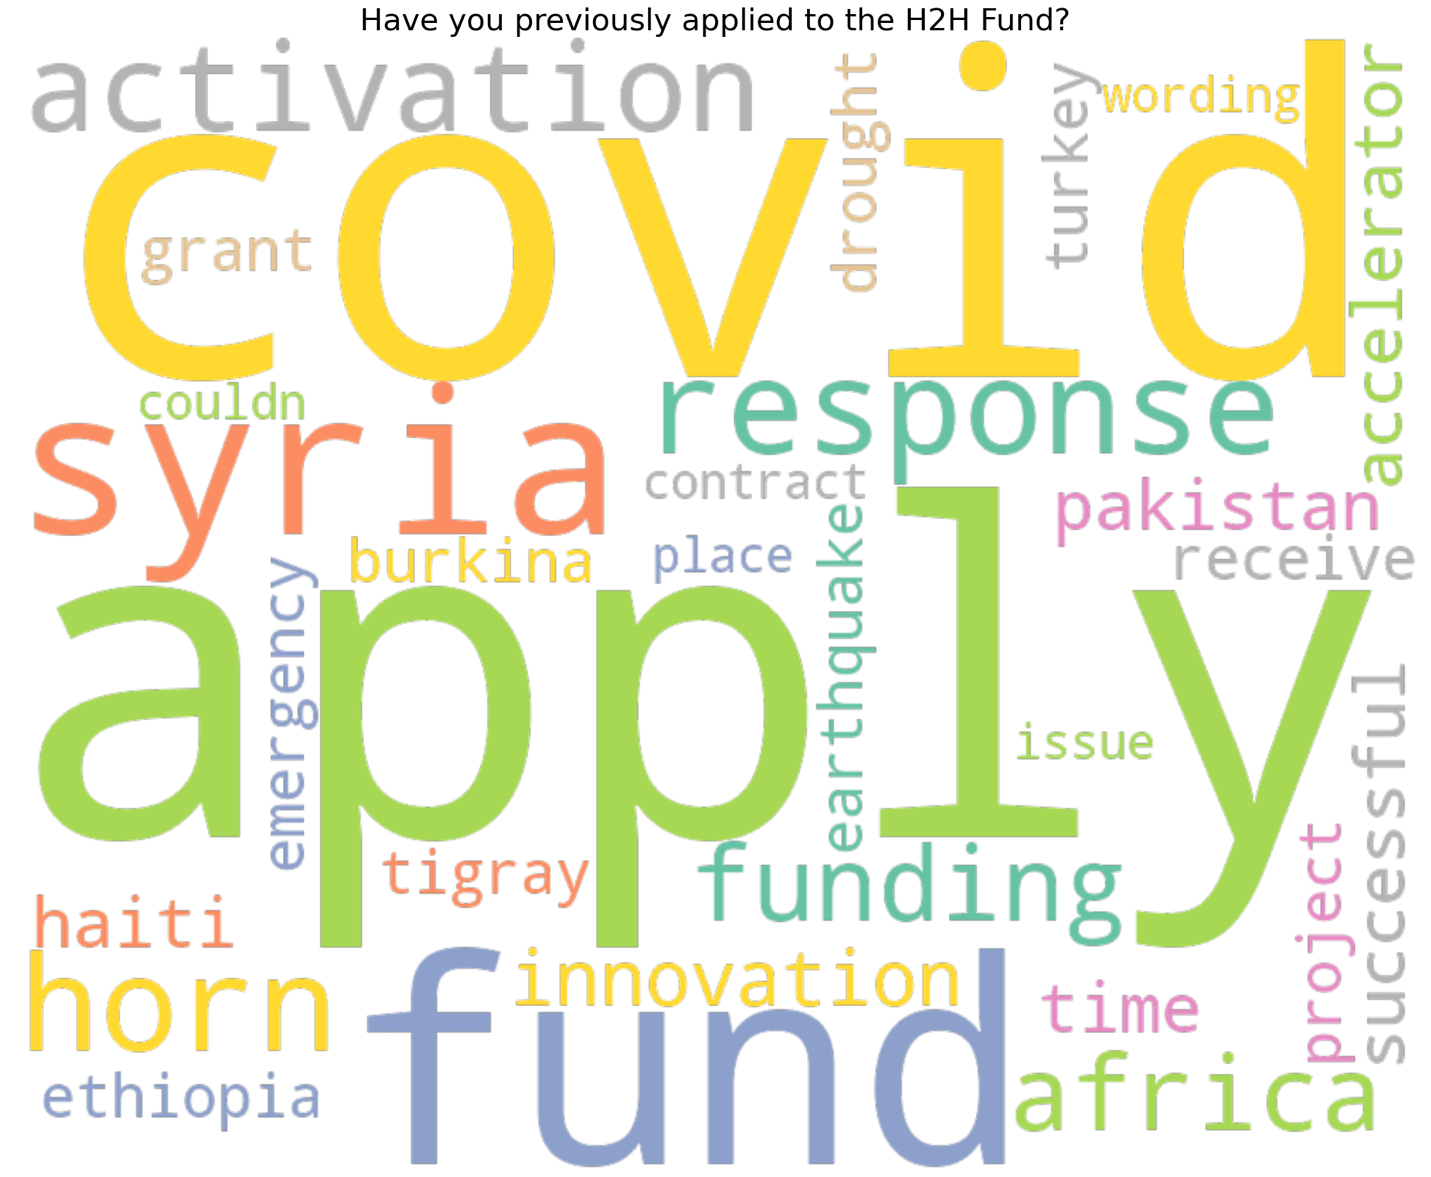 Have you previously applied to the H2H Fund?
activation
covid
drought
turkey
wording
accelerator
grant
couldn
syria
response
contract
pakistan
burkina
place
earthquake
receive
emergency
apply
issue
successful
tigray
funding
project
haiti
horn
innovation
time
fund
ethiopia
africa